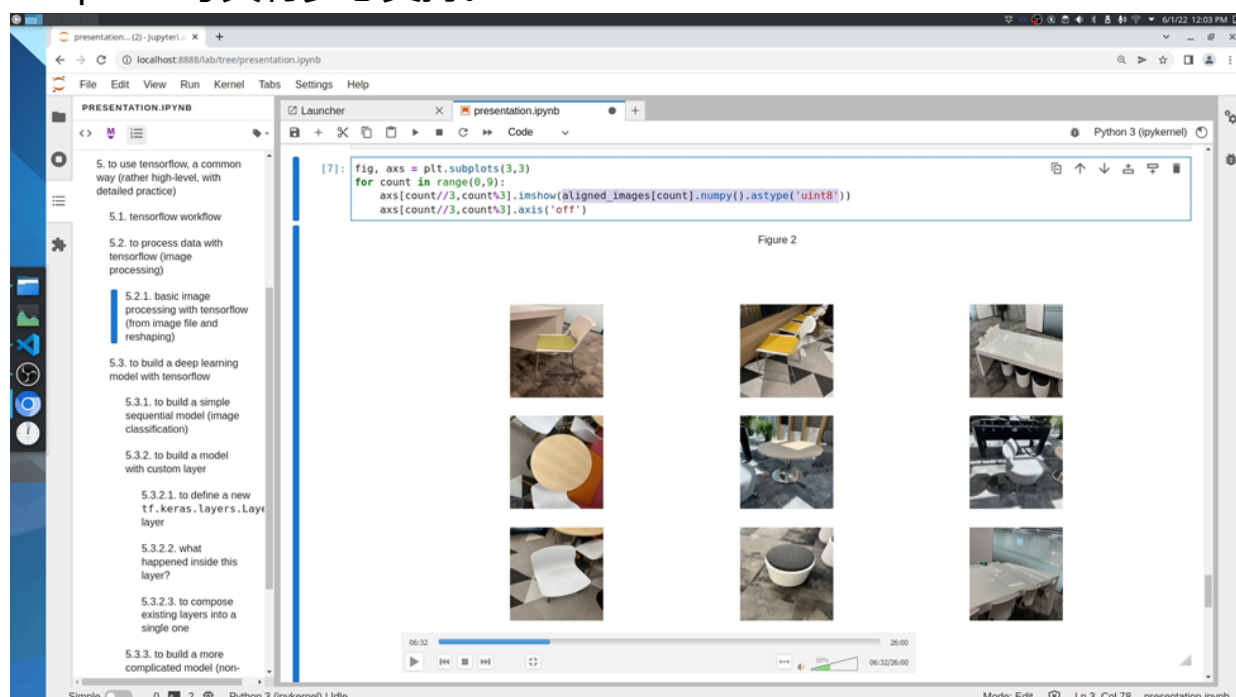 6/1/22 12:03 PM
presentation... (2) - JupyterL
localhost:8888/lab/tree/presentation.ipynb
File Edit View Run Kernel Tabs Settings Help
PRESENTATION.IPYNB
5. to use tensorflow, a common
way (rather high-level, with
detailed practice)
5.1. tensorflow workflow
5.2. to process data with
tensorflow (image
processing)
5.2.1. basic image
processing with tensorflow
(from image file and
reshaping)
5.3. to build a deep learning
model with tensorflow
5.3.1. to build a simple
sequential model (image
classification)
5.3.2. to build a model
with custom layer
5.3.2.1. to define a new
tf.keras.layers.Laye
layer
5.3.2.2. what
happened inside this
layer?
5.3.2.3. to compose
existing layers into a
single one
5.3.3. to build a more
complicated model (non-
Launcher presentation.ipynb
Code Python 3 (ipykernel)
[7]: fig, axs = plt.subplots(3,3)
for count in range(0,9):
axs[count//3,count%3].imshow(aligned_images[count].numpy().astype('uint8'))
axs[count//3,count%3].axis('off')
Figure 2
06:32 26:00
50% 06:32/26:00
Simple 0 2 Python 3 (ipykernel) | Idle Mode: Edit Ln 3, Col 78 presentation.ipynb